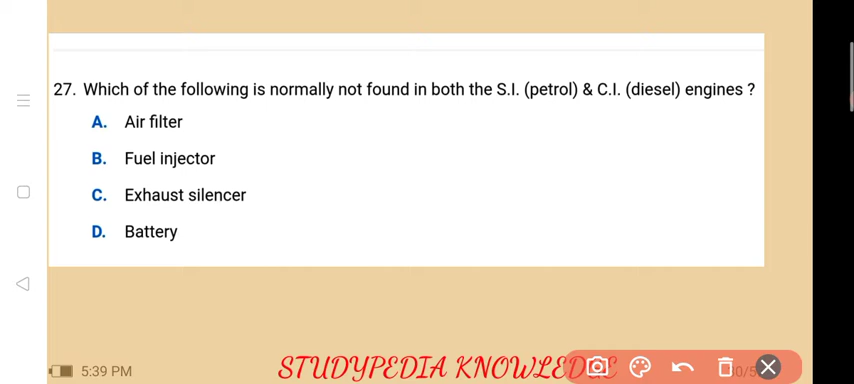 27. Which of the following is normally not found in both the S.I. (petrol) & C.I. (diesel) engines ?
A. Air filter
B. Fuel injector
C. Exhaust silencer
D. Battery
5:39 PM
STUDYPEDIA KNOWLEDGE